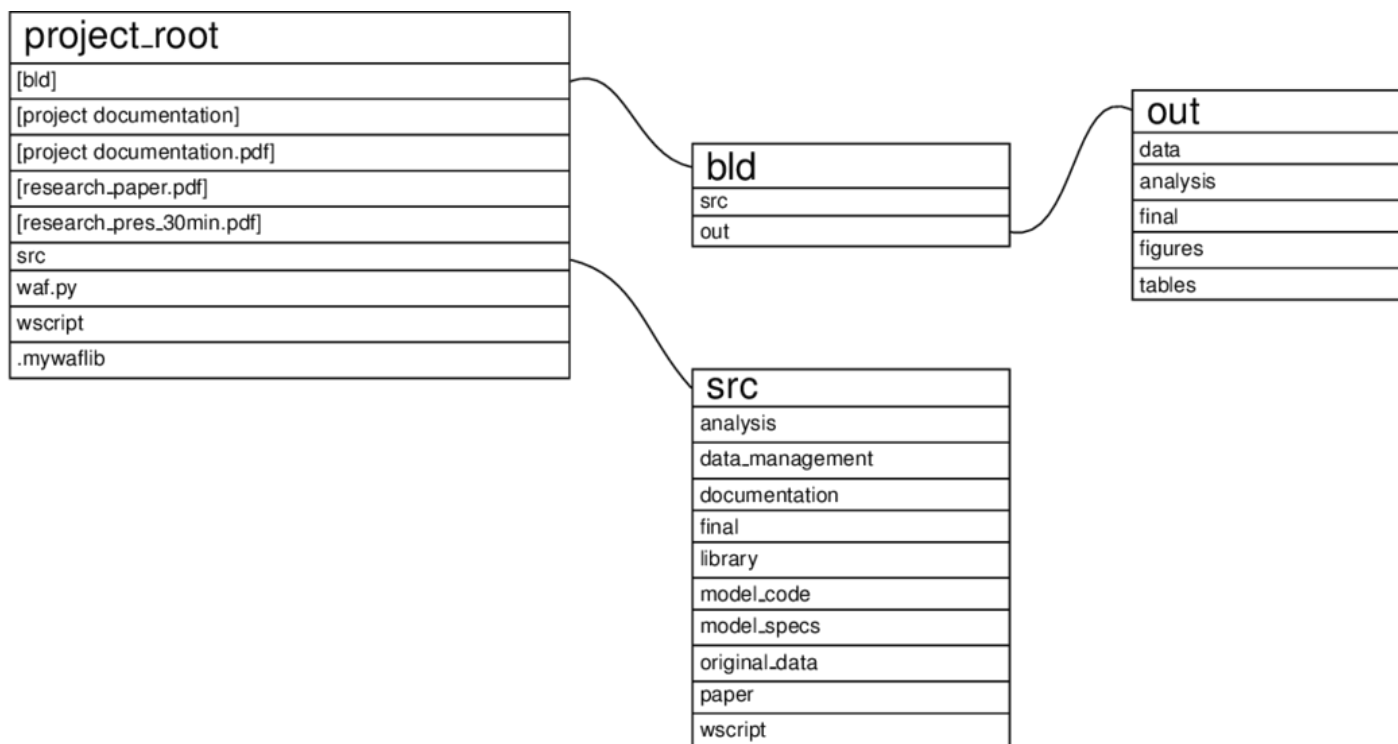 project_root
[bld]
[project documentation]
[project documentation.pdf]
[research_paper.pdf]
[research_pres_30min.pdf]
src
waf.py
wscript
.mywaflib
bld
src
out
out
data
analysis
final
figures
tables
src
analysis
data_management
documentation
final
library
model_code
model_specs
original_data
paper
wscript